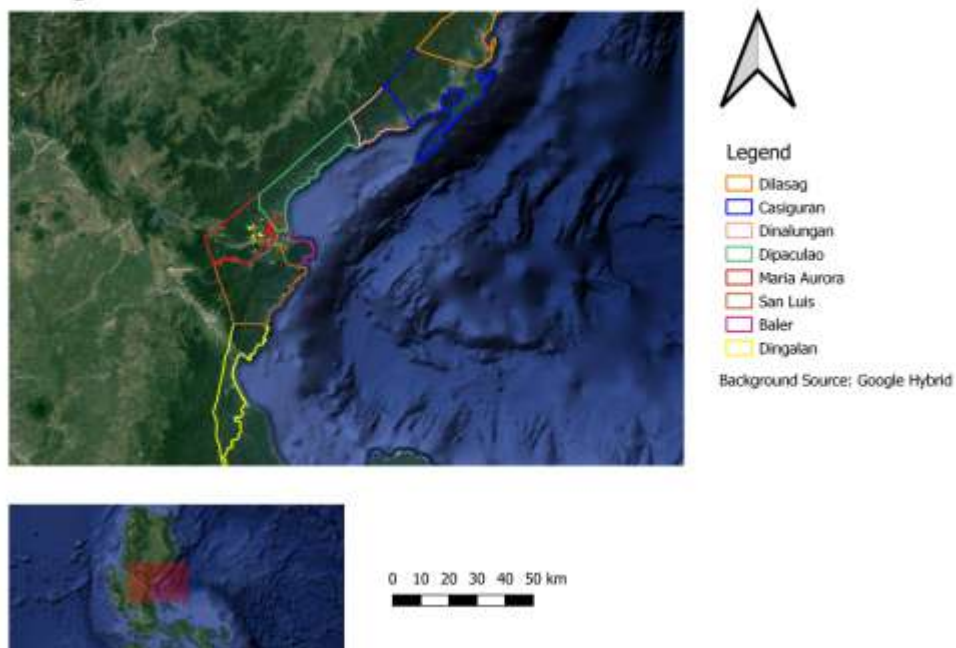 Legend
Dilasag
Casiguran
Dinalungan
Dipaculao
Maria Aurora
San Luis
Baler
Dingalan
Background Source: Google Hybrid
0 10 20 30 40 50 km